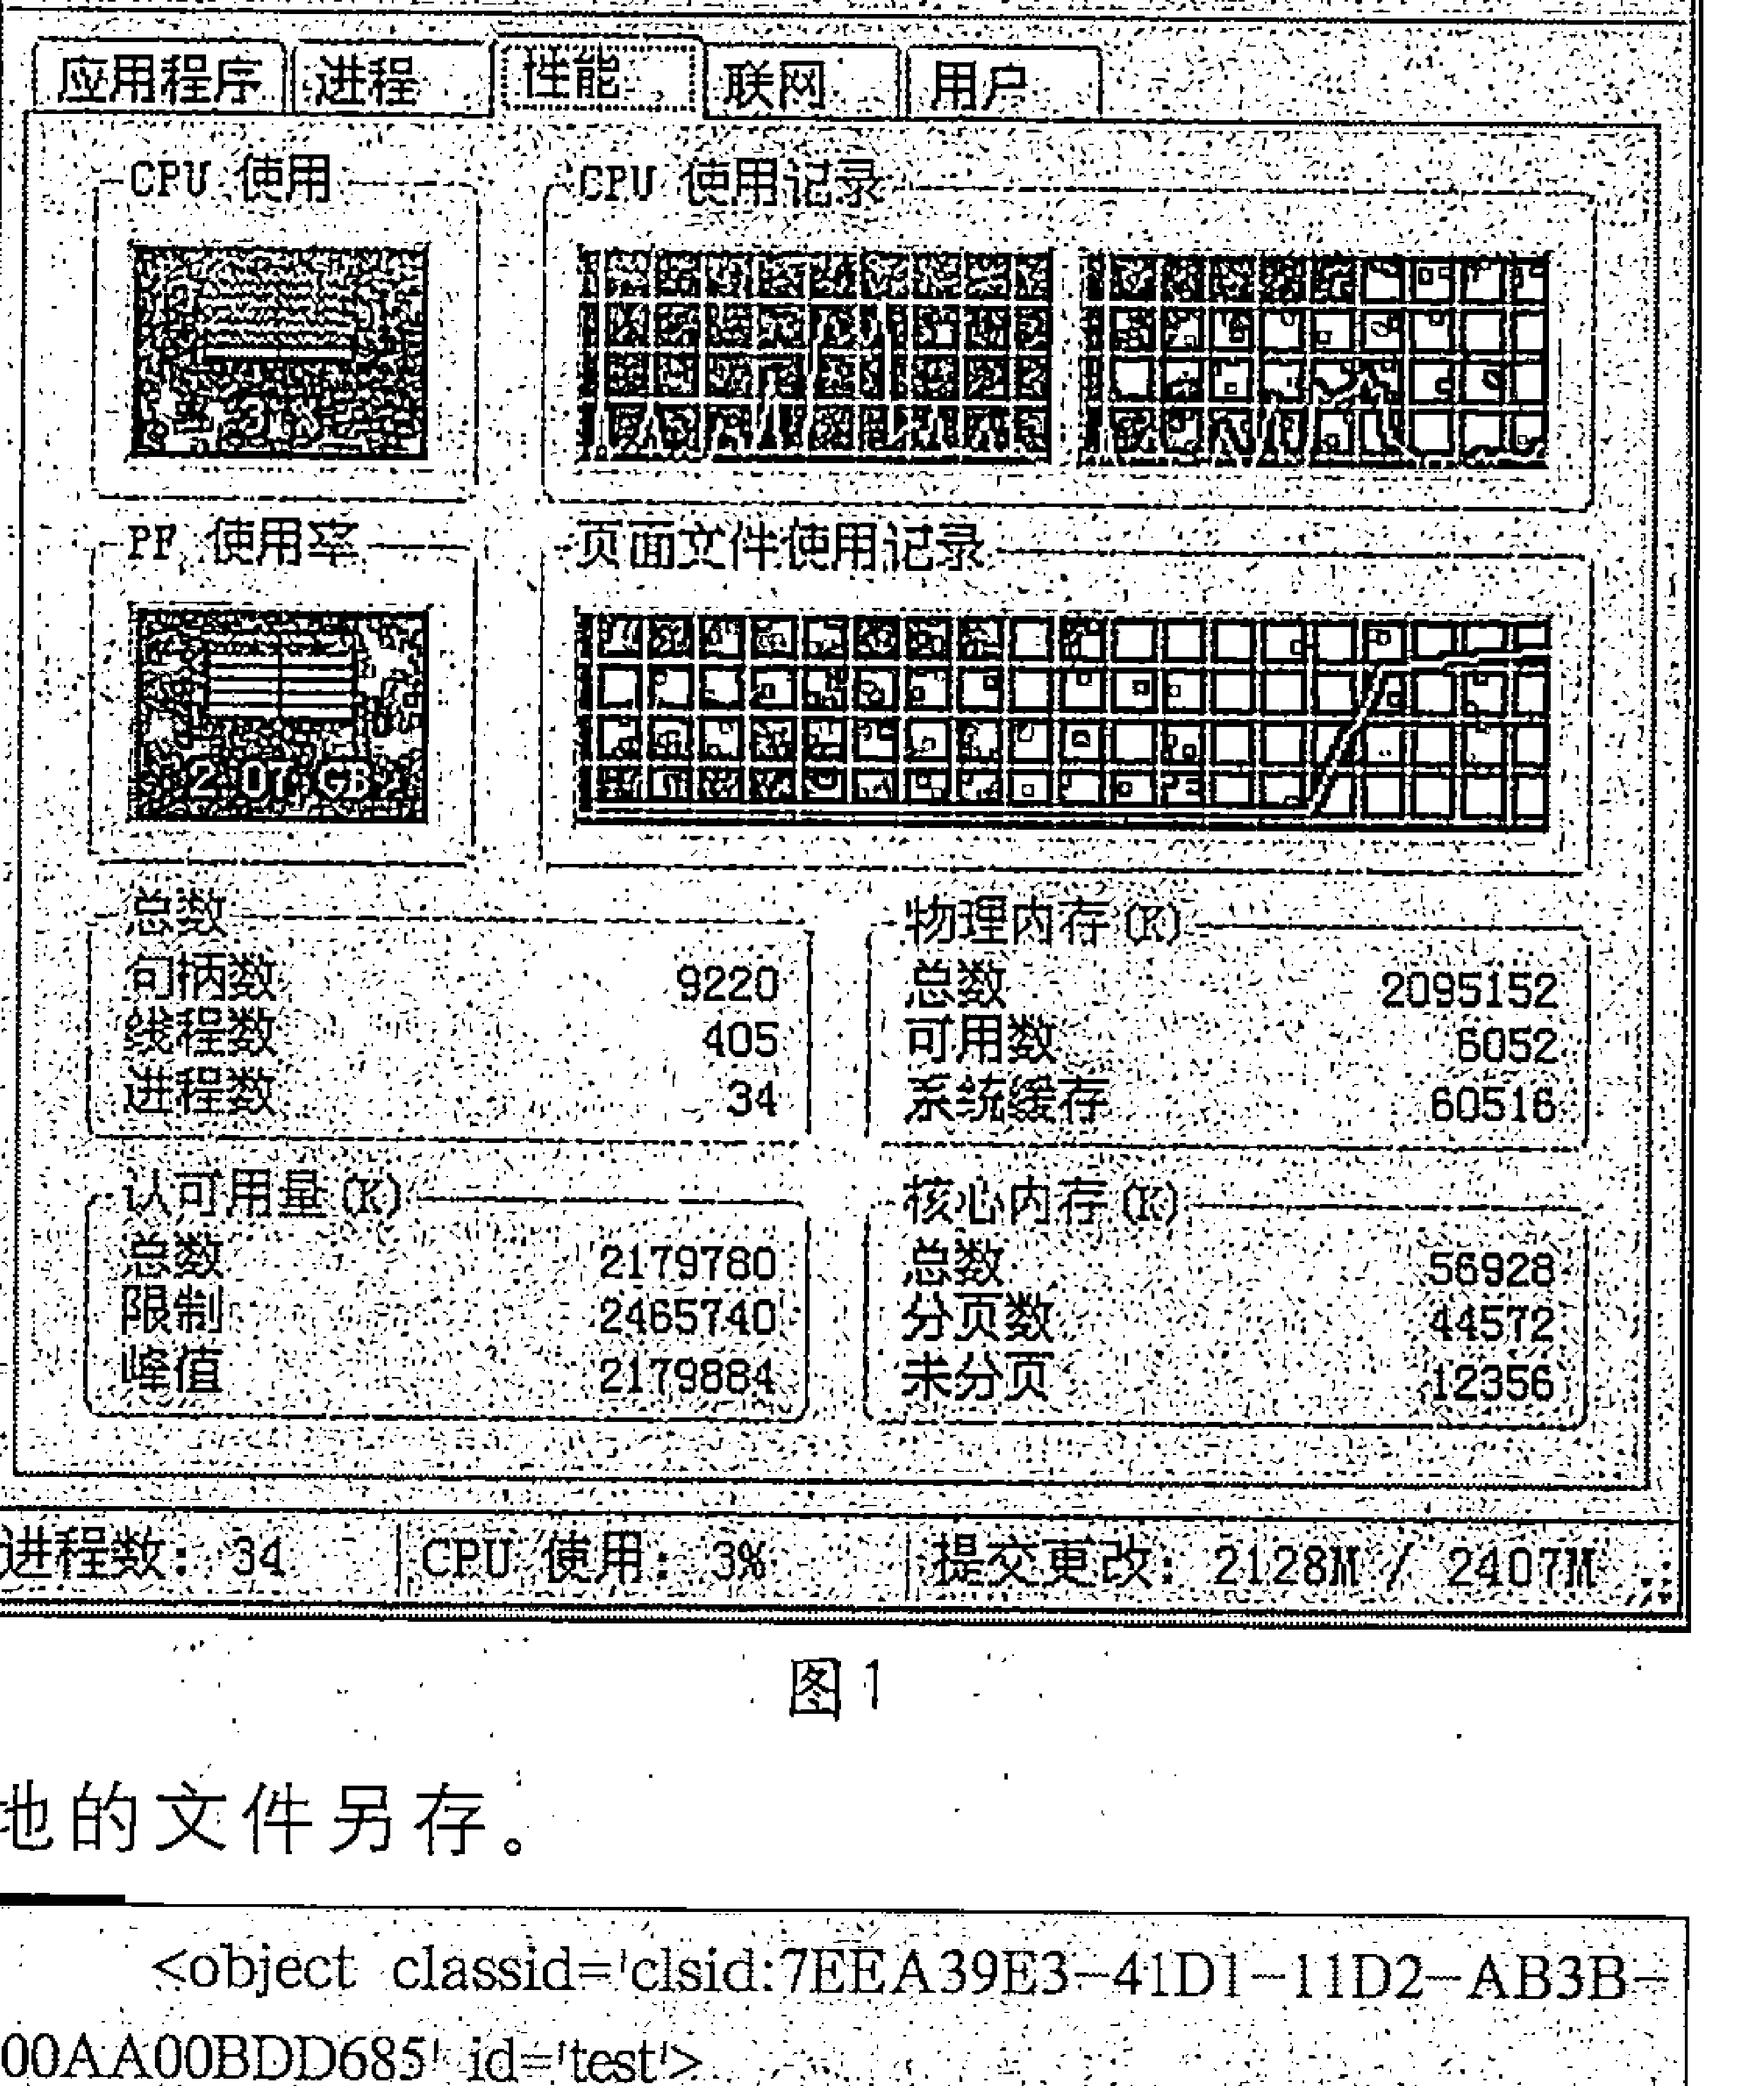 应用程序 进程 性能 联网 用户
CPU 使用 CPU 使用记录
3%
PF 使用率 页面文件使用记录
2.07 GB
总数 物理内存 (K)
句柄数 9220 总数 2095152
线程数 405 可用数 6052
进程数 34 系统缓存 60516
认可用量 (K) 核心内存 (K)
总数 2179780 总数 56928
限制 2465740 分页数 44572
峰值 2179884 未分页 12356
进程数: 34 CPU 使用: 3% 提交更改: 2128M / 2407M
图1
地的文件另存。
<object classid='clsid:7EEA39E3-41D1-11D2-AB3B-
00AA00BDD685' id='test'>